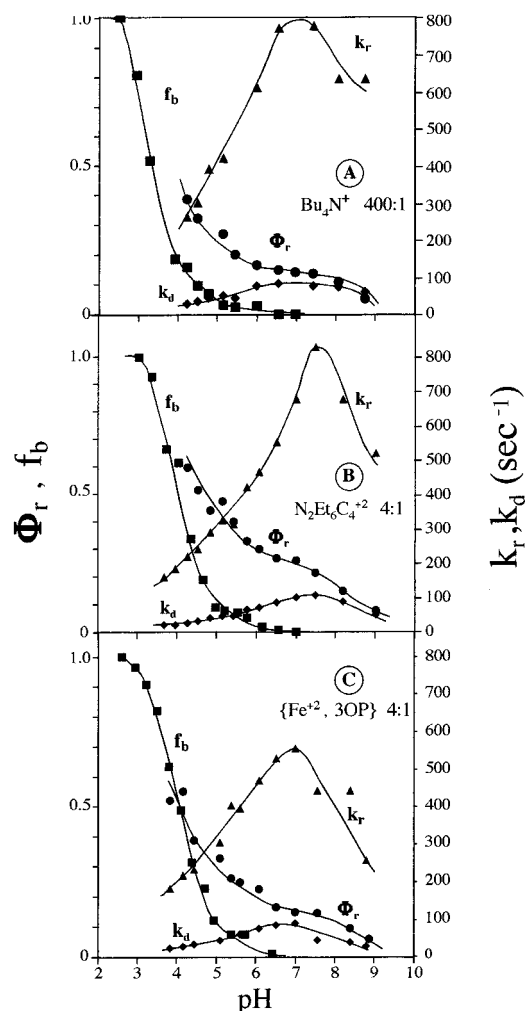 1.0
0.5
0
f_b
k_r
A
Bu₄N⁺ 400:1
Φ_r
k_d
800
700
600
500
400
300
200
100
0
1.0
0.5
0
f_b
k_r
B
N₂Et₆C₄⁺² 4:1
Φ_r
k_d
800
700
600
500
400
300
200
100
0
1.0
0.5
0
f_b
C
{Fe⁺², 3OP} 4:1
k_r
Φ_r
k_d
800
700
600
500
400
300
200
100
0
2 3 4 5 6 7 8 9 10
pH
Φ_r, f_b
k_r,k_d (sec⁻¹)